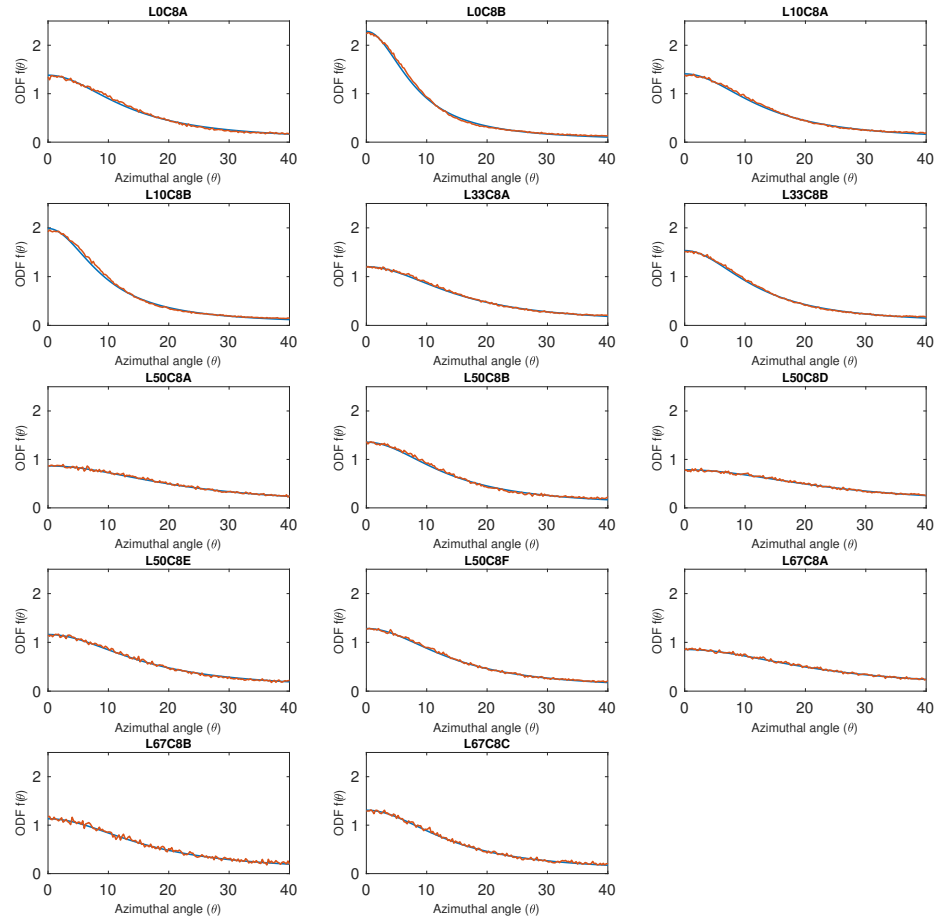 L0C8A
L0C8B
L10C8A
ODF f(θ)
0
1
2
0 10 20 30 40
Azimuthal angle (θ)
ODF f(θ)
0
1
2
0 10 20 30 40
Azimuthal angle (θ)
ODF f(θ)
0
1
2
0 10 20 30 40
Azimuthal angle (θ)
L10C8B
L33C8A
L33C8B
ODF f(θ)
0
1
2
0 10 20 30 40
Azimuthal angle (θ)
ODF f(θ)
0
1
2
0 10 20 30 40
Azimuthal angle (θ)
ODF f(θ)
0
1
2
0 10 20 30 40
Azimuthal angle (θ)
L50C8A
L50C8B
L50C8D
ODF f(θ)
0
1
2
0 10 20 30 40
Azimuthal angle (θ)
ODF f(θ)
0
1
2
0 10 20 30 40
Azimuthal angle (θ)
ODF f(θ)
0
1
2
0 10 20 30 40
Azimuthal angle (θ)
L50C8E
L50C8F
L67C8A
ODF f(θ)
0
1
2
0 10 20 30 40
Azimuthal angle (θ)
ODF f(θ)
0
1
2
0 10 20 30 40
Azimuthal angle (θ)
ODF f(θ)
0
1
2
0 10 20 30 40
Azimuthal angle (θ)
L67C8B
L67C8C
ODF f(θ)
0
1
2
0 10 20 30 40
Azimuthal angle (θ)
ODF f(θ)
0
1
2
0 10 20 30 40
Azimuthal angle (θ)